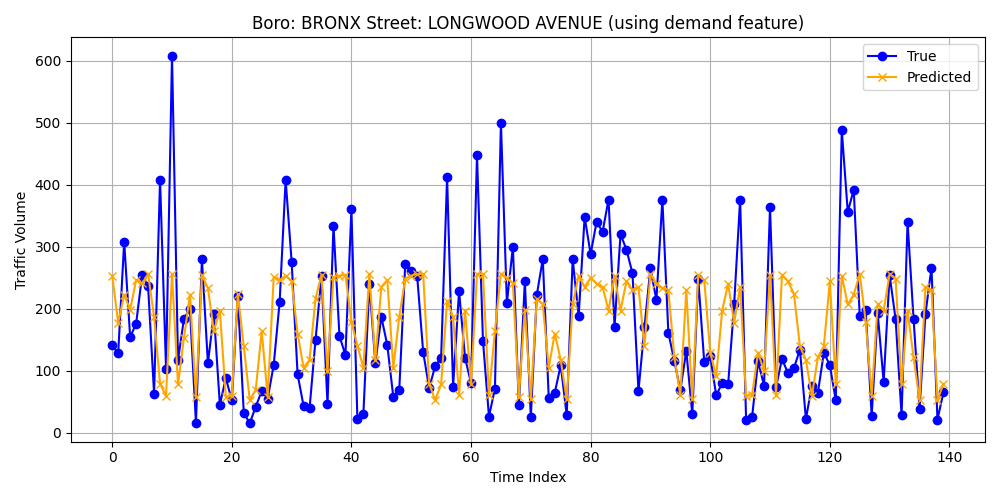 Boro: BRONX Street: LONGWOOD AVENUE (using demand feature)
True
Predicted
600
500
400
300
200
100
0
Traffic Volume
0 20 40 60 80 100 120 140
Time Index